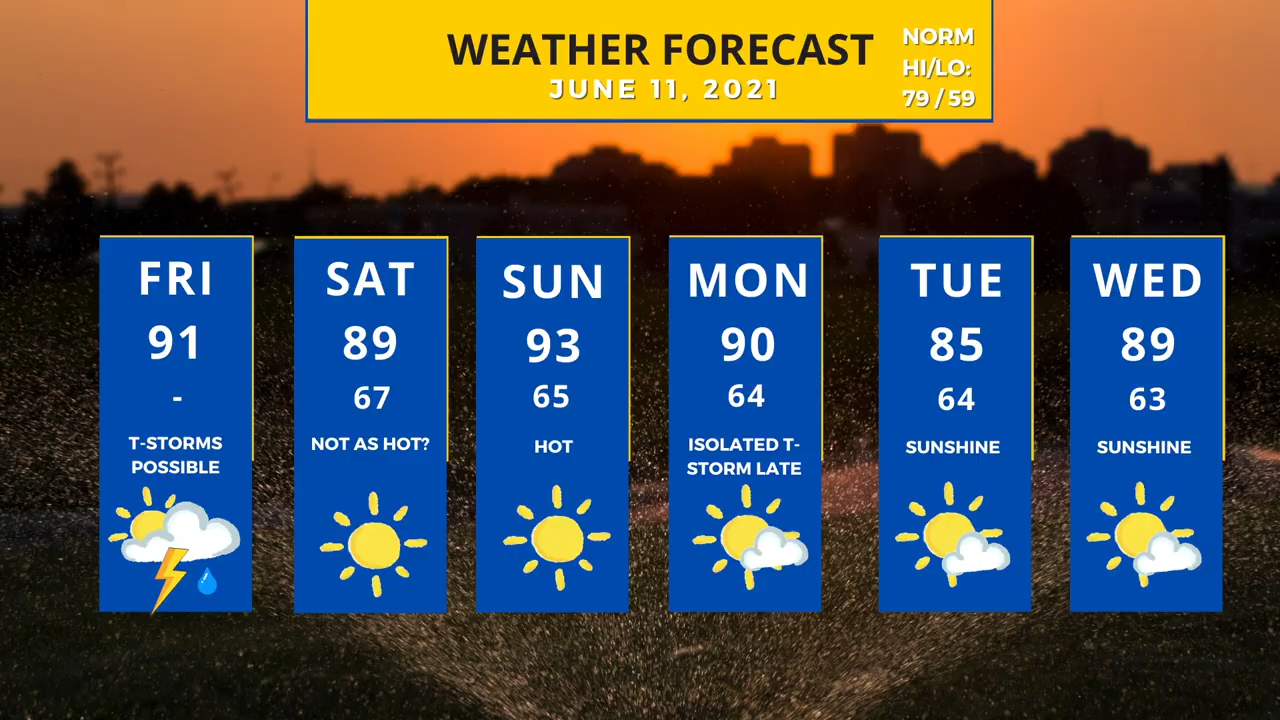 WEATHER FORECAST
JUNE 11, 2021
NORM
HI/LO:
79 / 59
FRI
91
-
T-STORMS
POSSIBLE
SAT
89
67
NOT AS HOT?
SUN
93
65
HOT
MON
90
64
ISOLATED T-
STORM LATE
TUE
85
64
SUNSHINE
WED
89
63
SUNSHINE